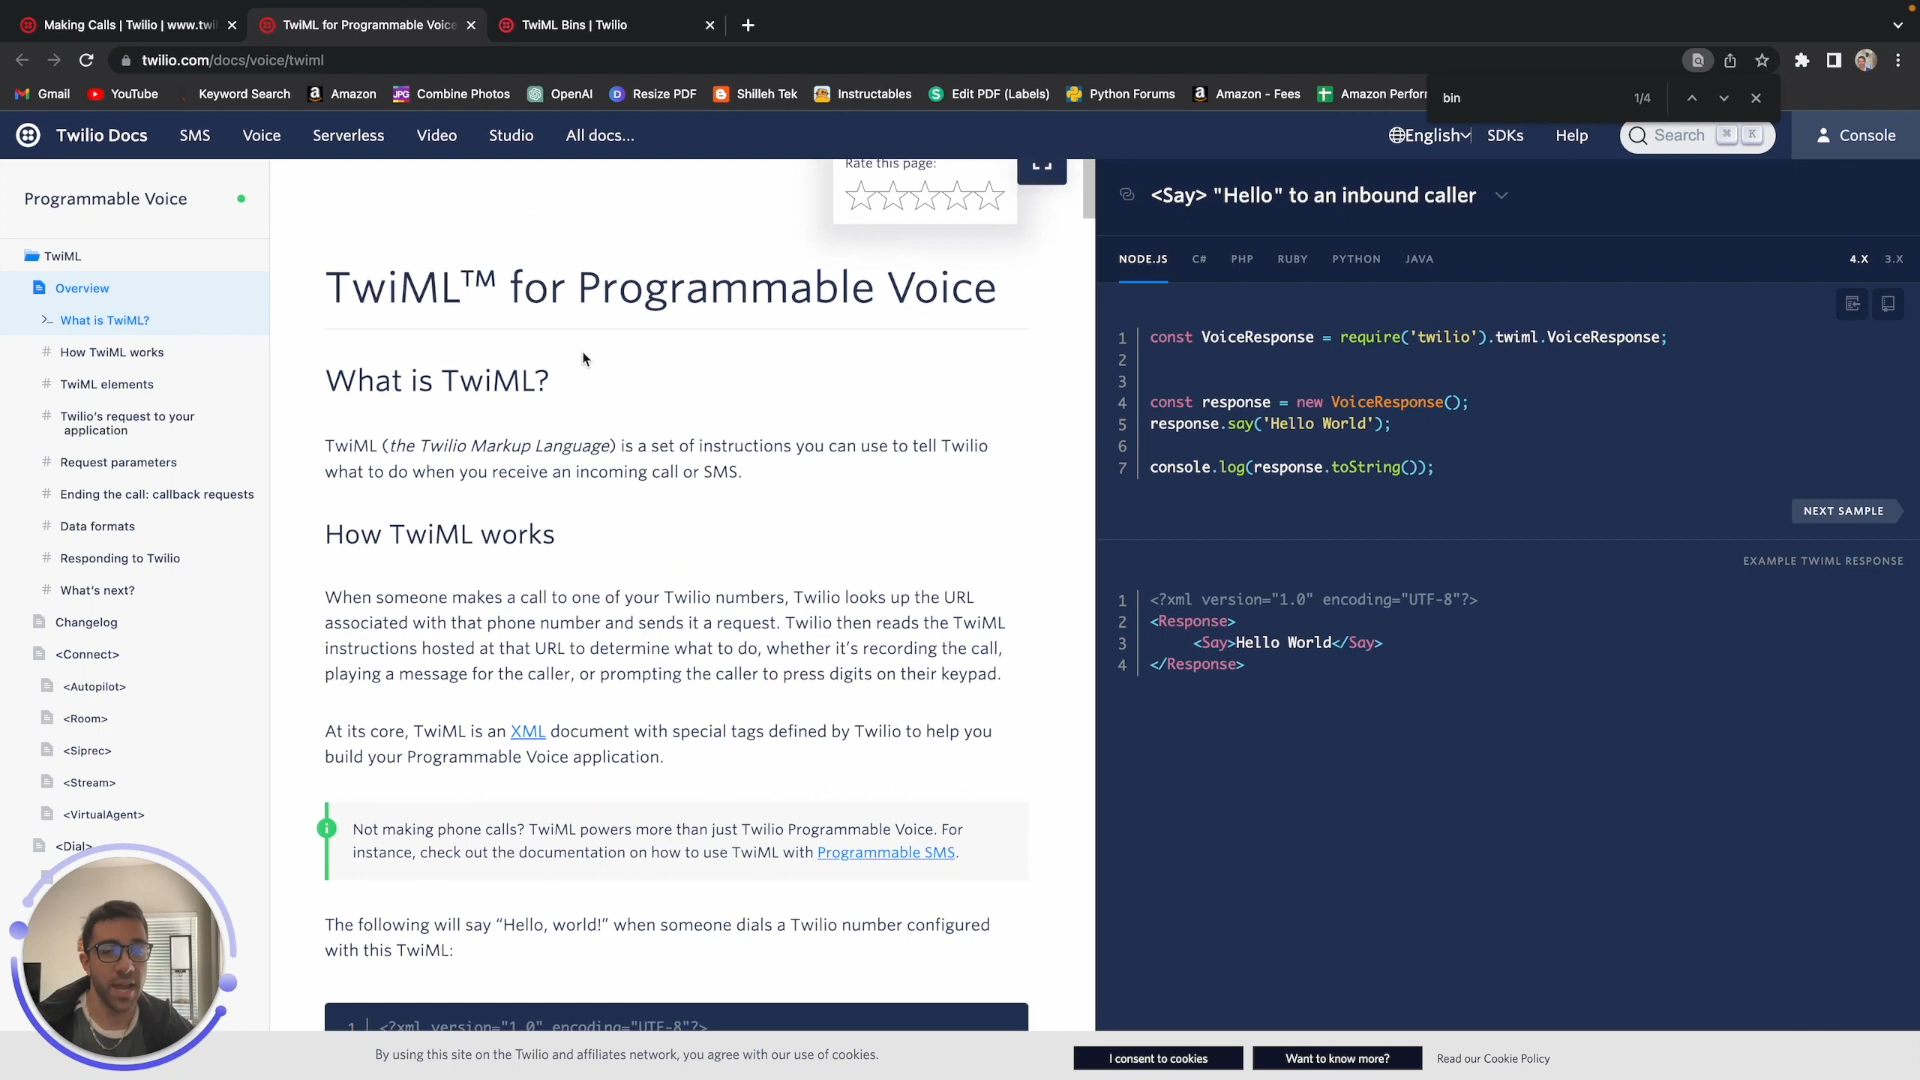 Making Calls | Twilio | www.twi
TwiML for Programmable Voice
TwiML Bins | Twilio
twilio.com/docs/voice/twiml
Gmail
YouTube
Keyword Search
Amazon
JPG
Combine Photos
OpenAI
Resize PDF
Shilleh Tek
Instructables
Edit PDF (Labels)
Python Forums
Amazon - Fees
Amazon Perform
bin
1/4
Twilio Docs
SMS
Voice
Serverless
Video
Studio
All docs...
English
SDKs
Help
Search
⌘
K
Console
Programmable Voice
TwiML
Overview
>_ What is TwiML?
# How TwiML works
# TwiML elements
# Twilio's request to your
application
# Request parameters
# Ending the call: callback requests
# Data formats
# Responding to Twilio
# What's next?
Changelog
<Connect>
<Autopilot>
<Room>
<Siprec>
<Stream>
<VirtualAgent>
<Dial>
Rate this page:
TwiML™ for Programmable Voice
What is TwiML?
TwiML (the Twilio Markup Language) is a set of instructions you can use to tell Twilio
what to do when you receive an incoming call or SMS.
How TwiML works
When someone makes a call to one of your Twilio numbers, Twilio looks up the URL
associated with that phone number and sends it a request. Twilio then reads the TwiML
instructions hosted at that URL to determine what to do, whether it's recording the call,
playing a message for the caller, or prompting the caller to press digits on their keypad.
At its core, TwiML is an XML document with special tags defined by Twilio to help you
build your Programmable Voice application.
Not making phone calls? TwiML powers more than just Twilio Programmable Voice. For
instance, check out the documentation on how to use TwiML with Programmable SMS.
The following will say “Hello, world!” when someone dials a Twilio number configured
with this TwiML:
1 <?xml version="1.0" encoding="UTF-8"?>
<Say> "Hello" to an inbound caller
NODE.JS
C#
PHP
RUBY
PYTHON
JAVA
4.X
3.X
1 const VoiceResponse = require('twilio').twiml.VoiceResponse;
2
3
4 const response = new VoiceResponse();
5 response.say('Hello World');
6
7 console.log(response.toString());
NEXT SAMPLE
EXAMPLE TWIML RESPONSE
1 <?xml version="1.0" encoding="UTF-8"?>
2 <Response>
3 <Say>Hello World</Say>
4 </Response>
By using this site on the Twilio and affiliates network, you agree with our use of cookies.
I consent to cookies
Want to know more?
Read our Cookie Policy